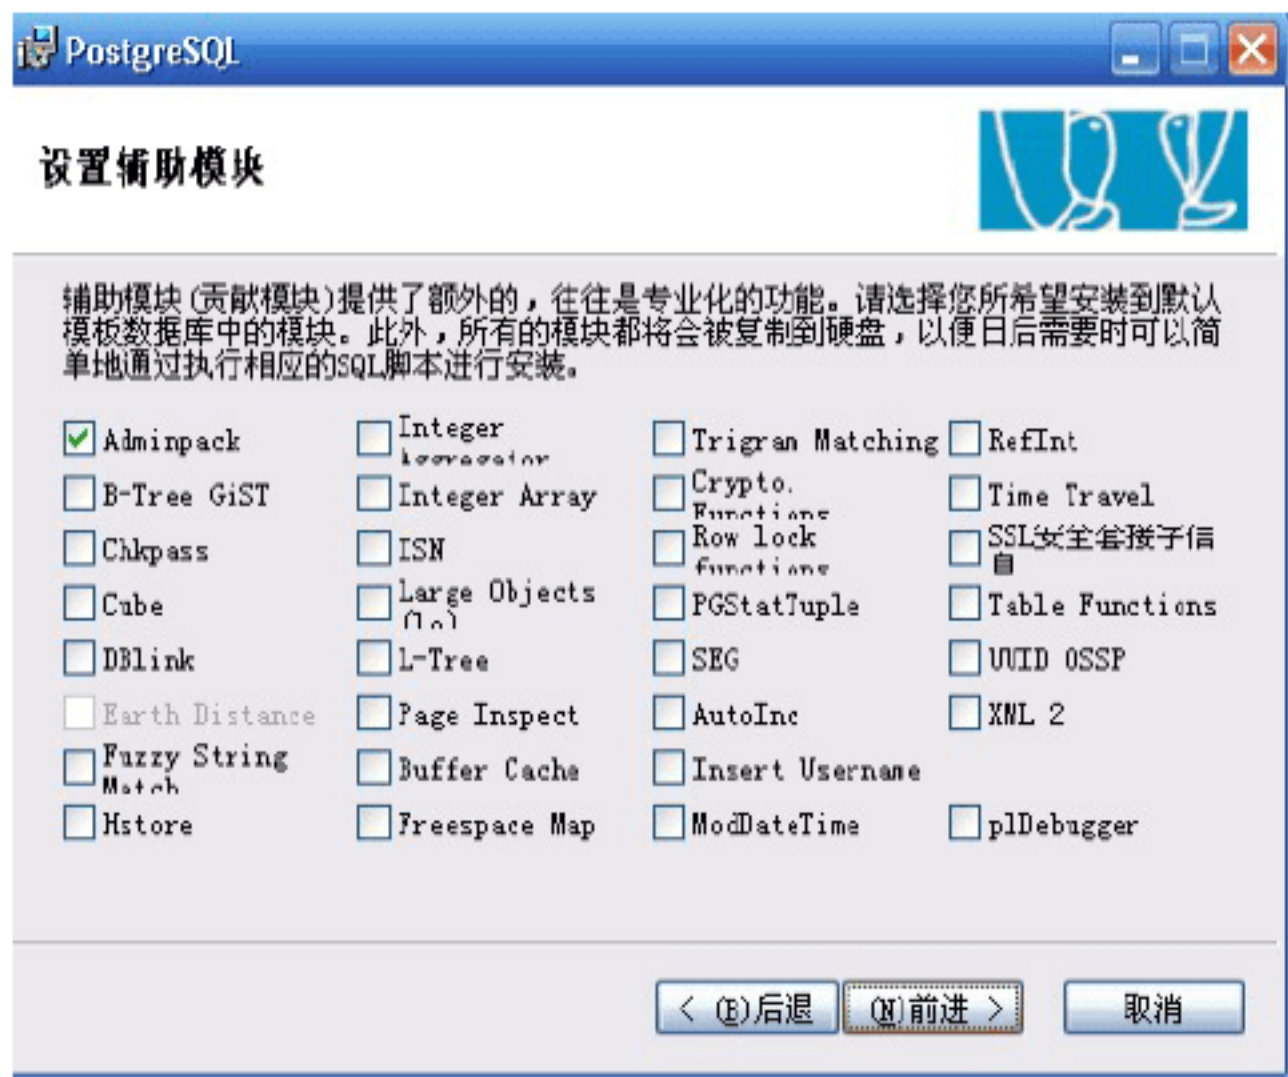 PostgreSQL
设置辅助模块
辅助模块(贡献模块)提供了额外的，往往是专业化的功能。请选择您所希望安装到默认
模板数据库中的模块。此外，所有的模块都将会被复制到硬盘，以便日后需要时可以简
单地通过执行相应的SQL脚本进行安装。
Adminpack
Integer
Aggregator
Trigram Matching
RefInt
B-Tree GiST
Integer Array
Crypto.
Functions
Time Travel
Chkpass
ISN
Row lock
functions
SSL安全套接字信
息
Cube
Large Objects
(lo)
PGStatTuple
Table Functions
DBlink
L-Tree
SEG
UUID OSSP
Earth Distance
Page Inspect
AutoInc
XML 2
Fuzzy String
Match
Buffer Cache
Insert Username
Hstore
Freespace Map
ModDateTime
plDebugger
< (B)后退
(N)前进 >
取消